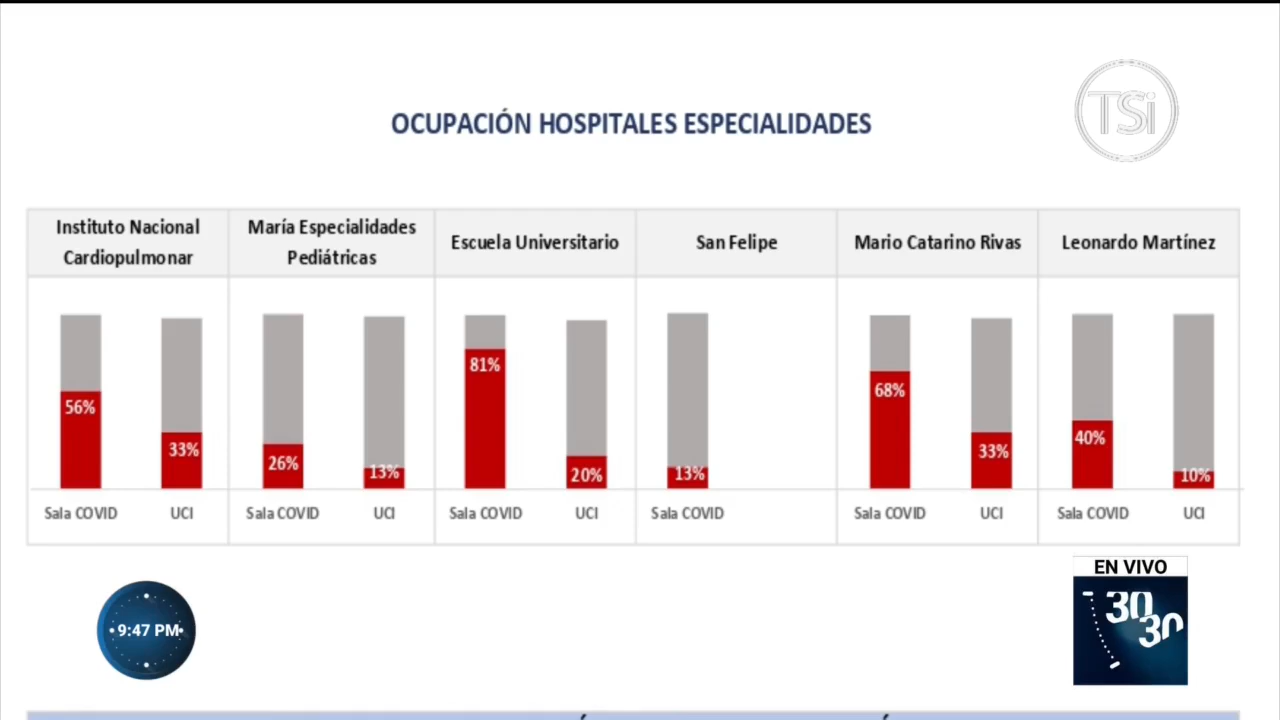 TSi
OCUPACIÓN HOSPITALES ESPECIALIDADES
Instituto Nacional
Cardiopulmonar
María Especialidades
Pediátricas
Escuela Universitario
San Felipe
Mario Catarino Rivas
Leonardo Martínez
56%
33%
26%
13%
81%
20%
13%
68%
33%
40%
10%
Sala COVID
UCI
Sala COVID
UCI
Sala COVID
UCI
Sala COVID
Sala COVID
UCI
Sala COVID
UCI
9:47 PM
EN VIVO
30
30